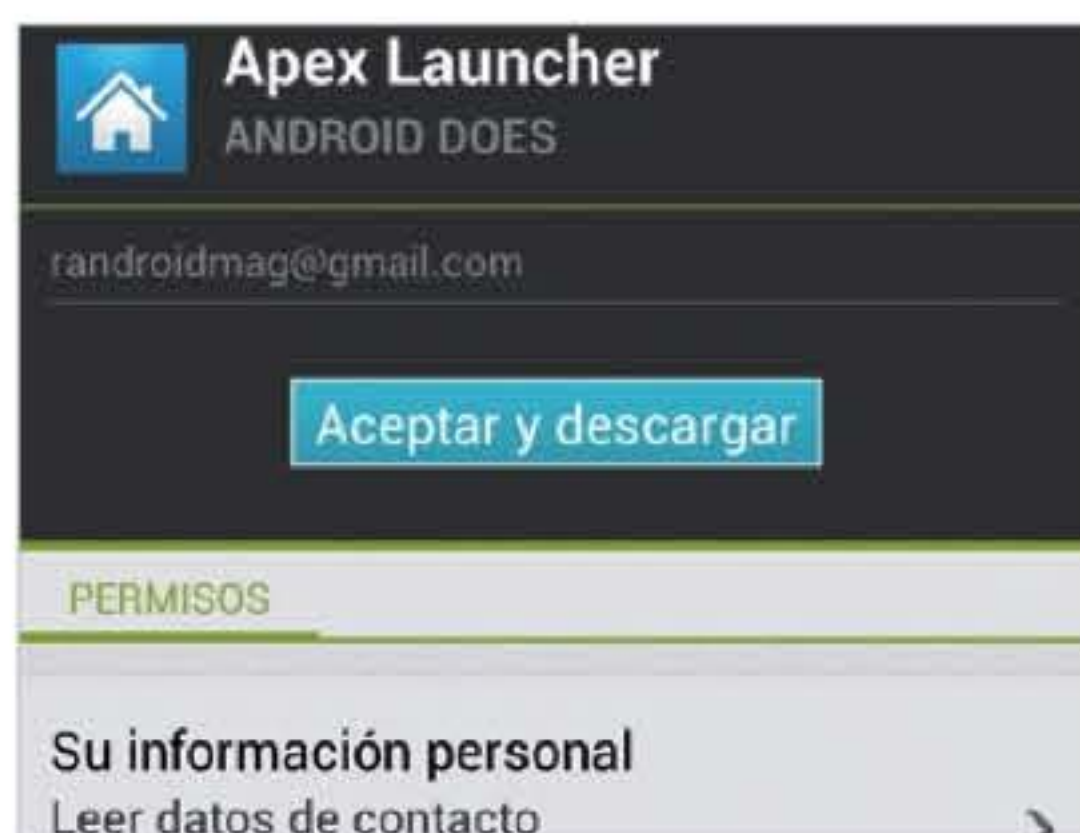 Apex Launcher
ANDROID DOES
randroidmag@gmail.com
Aceptar y descargar
PERMISOS
Su información personal
Leer datos de contacto